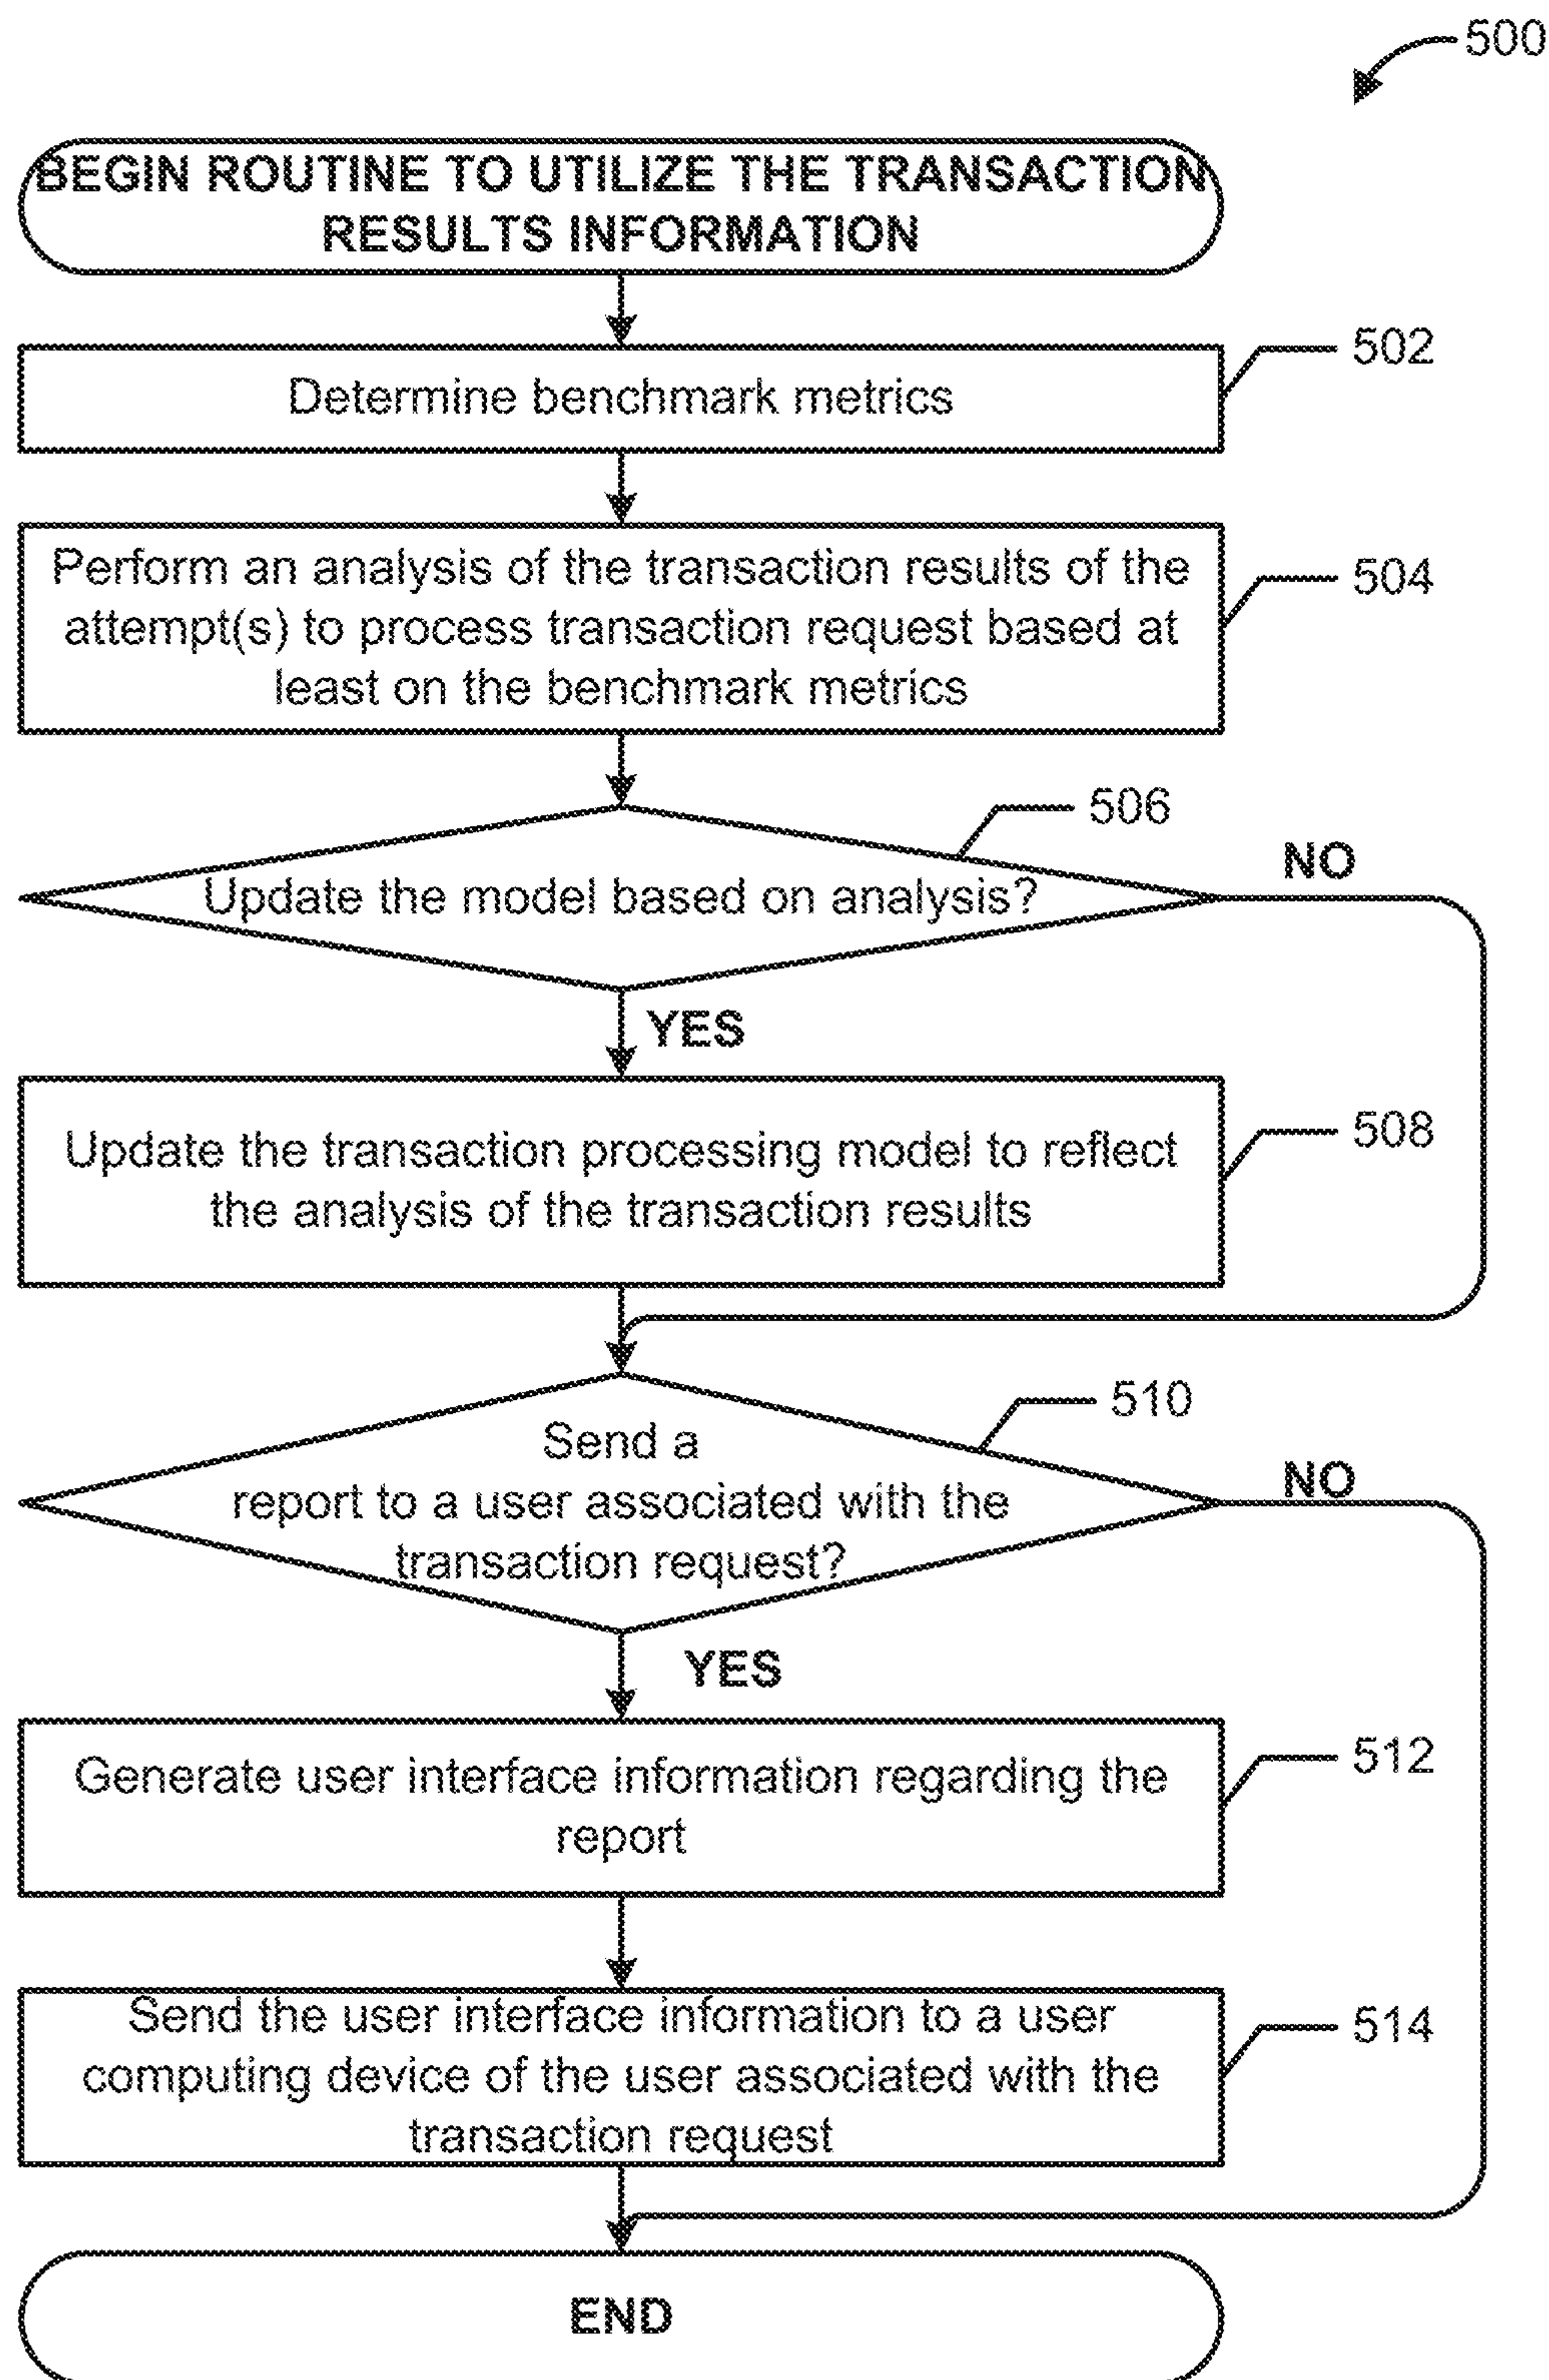 500
BEGIN ROUTINE TO UTILIZE THE TRANSACTION
RESULTS INFORMATION
502
Determine benchmark metrics
504
Perform an analysis of the transaction results of the
attempt(s) to process transaction request based at
least on the benchmark metrics
506
NO
Update the model based on analysis?
YES
508
Update the transaction processing model to reflect
the analysis of the transaction results
510
NO
Send a
report to a user associated with the
transaction request?
YES
512
Generate user interface information regarding the
report
514
Send the user interface information to a user
computing device of the user associated with the
transaction request
END